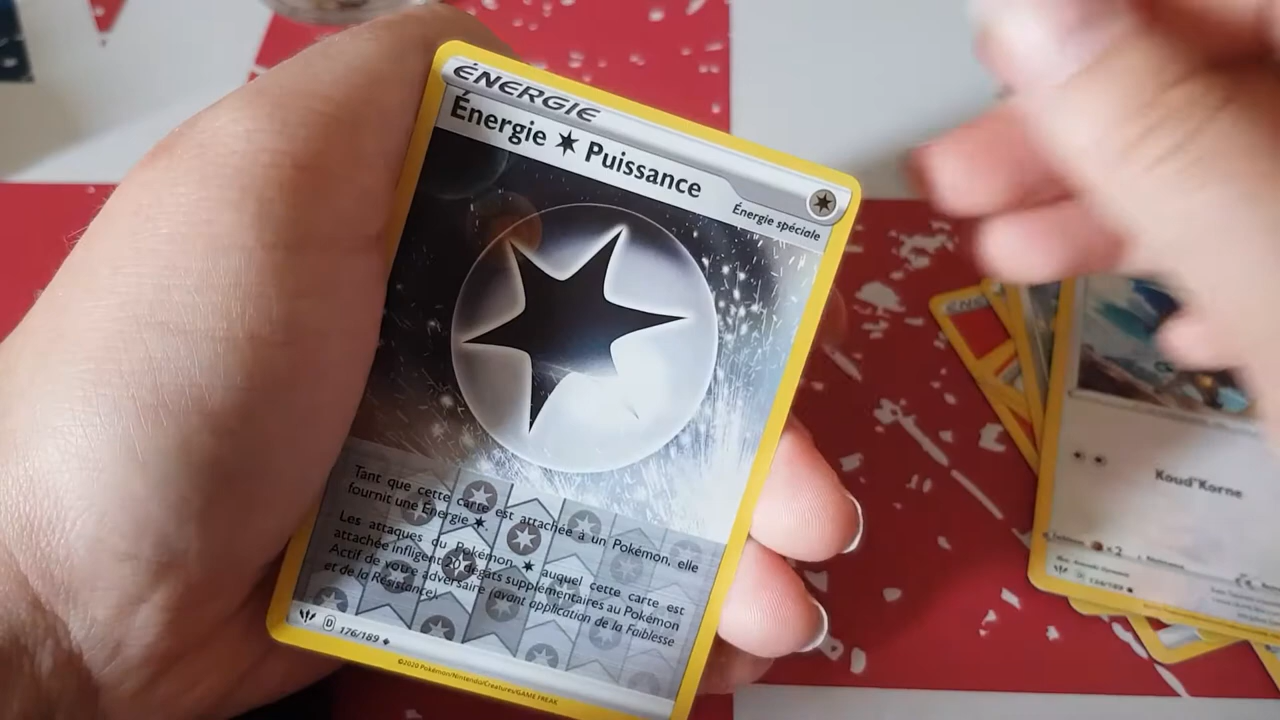 ÉNERGIE
Énergie ✶ Puissance
Énergie spéciale
Tant que cette carte est attachée à un Pokémon, elle
fournit une Énergie ✶.
Les attaques du Pokémon ✶ auquel cette carte est
attachée infligent 20 dégâts supplémentaires au Pokémon
Actif de votre adversaire (avant application de la Faiblesse
et de la Résistance).
D 176/189
©2020 Pokémon/Nintendo/Creatures/GAME FREAK
Koud'Korne
×2